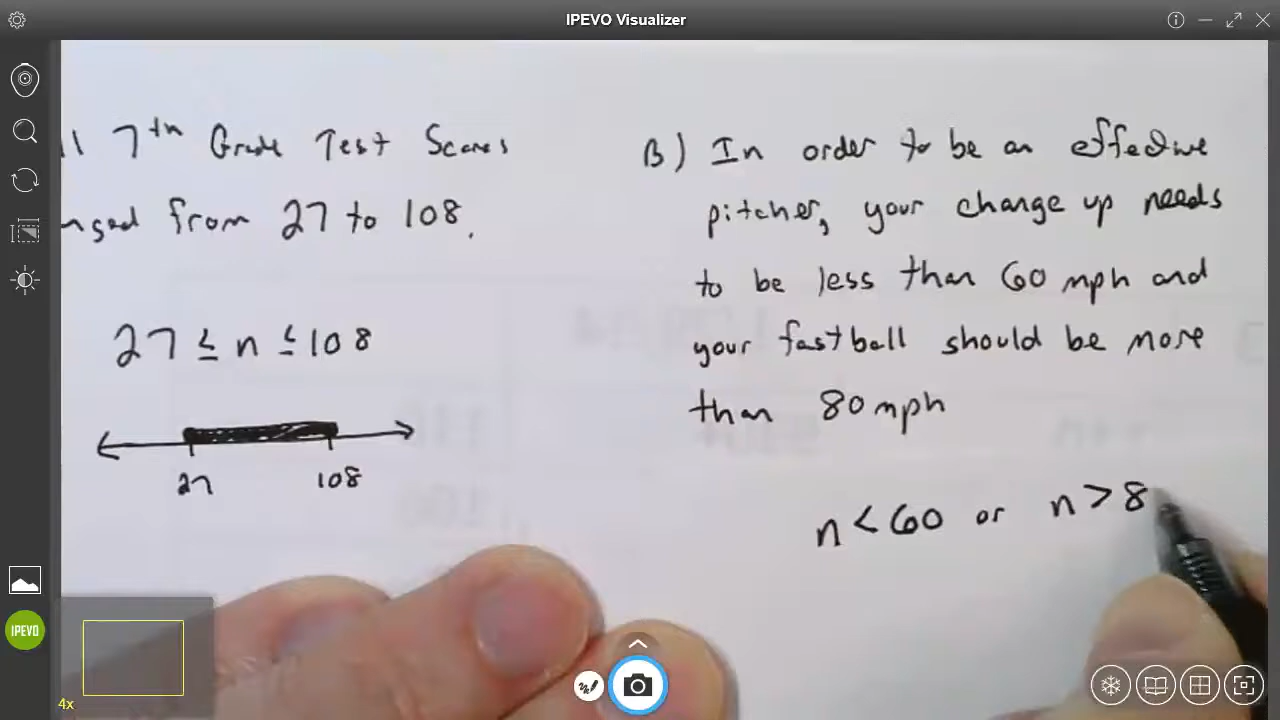 IPEVO Visualizer
7th Grade Test Scores
from 27 to 108.
27 ≤ n ≤ 108
27 108
B) In order to be an effective
pitcher, your change up needs
to be less than 60 mph and
your fastball should be more
than 80 mph
n < 60 or n > 8
IPEVO
4x